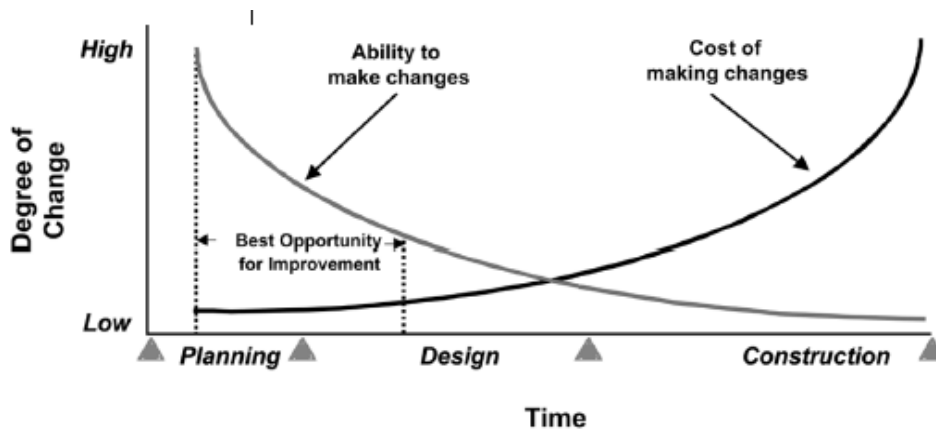 High
Ability to
make changes
Cost of
making changes
Degree of
Change
Best Opportunity
for Improvement
Low
Planning
Design
Construction
Time